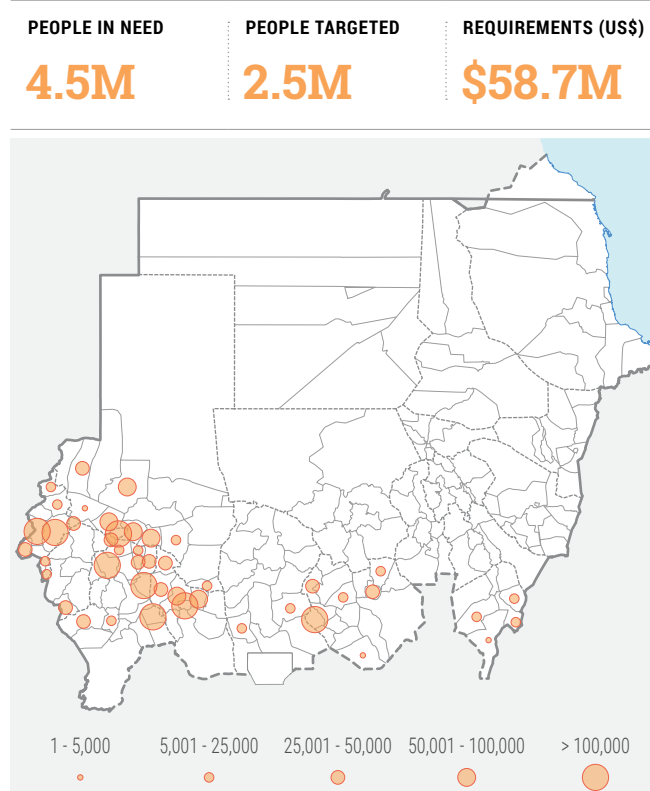 PEOPLE IN NEED
PEOPLE TARGETED
REQUIREMENTS (US$)
4.5M
2.5M
$58.7M
1 - 5,000
5,001 - 25,000
25,001 - 50,000
50,001 - 100,000
> 100,000